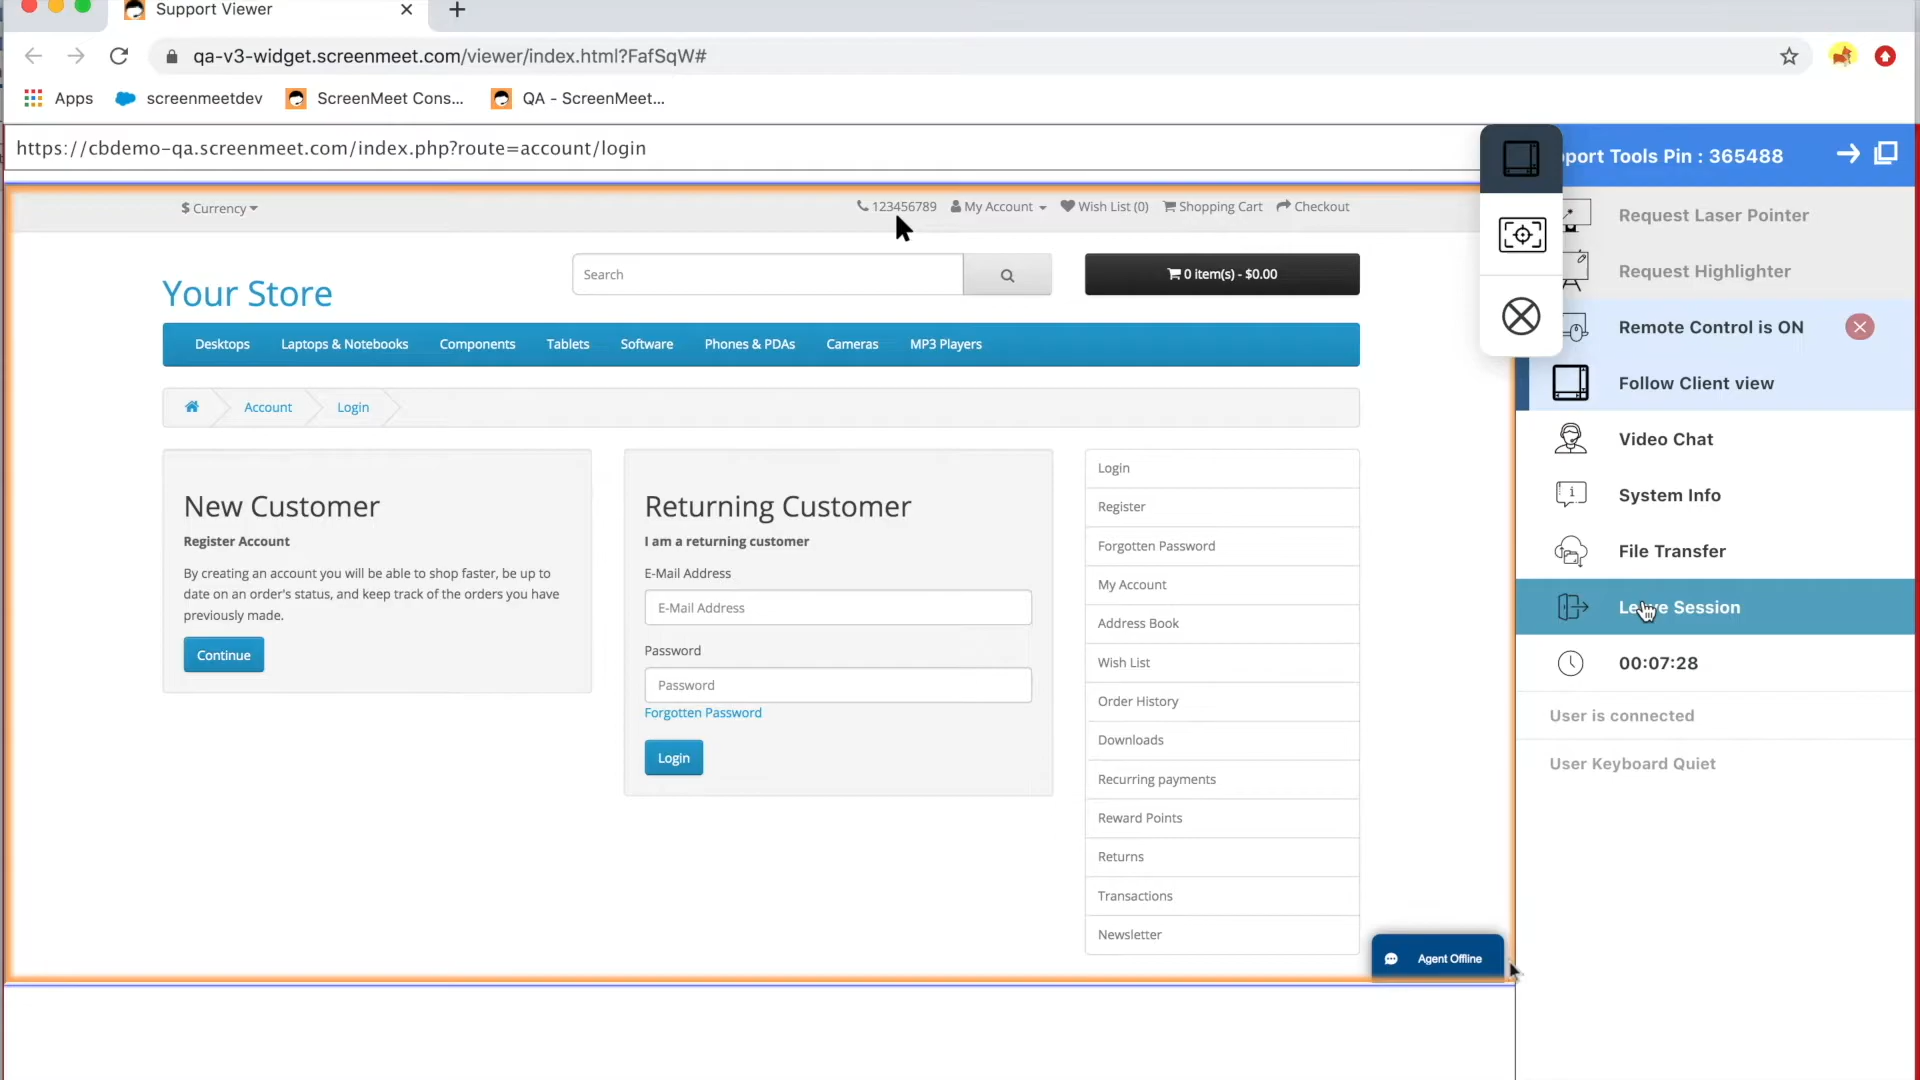 Support Viewer
qa-v3-widget.screenmeet.com/viewer/index.html?FafSqW#
Apps screenmeetdev ScreenMeet Cons... QA - ScreenMeet...
https://cbdemo-qa.screenmeet.com/index.php?route=account/login
port Tools Pin : 365488
$ Currency 123456789 My Account Wish List (0) Shopping Cart Checkout
Request Laser Pointer
Your Store
Search
0 item(s) - $0.00
Request Highlighter
Remote Control is ON
Desktops Laptops & Notebooks Components Tablets Software Phones & PDAs Cameras MP3 Players
Follow Client view
Account Login
Video Chat
System Info
File Transfer
Leave Session
00:07:28
User is connected
User Keyboard Quiet
New Customer
Register Account
By creating an account you will be able to shop faster, be up to
date on an order's status, and keep track of the orders you have
previously made.
Continue
Returning Customer
I am a returning customer
E-Mail Address
E-Mail Address
Password
Password
Forgotten Password
Login
Login
Register
Forgotten Password
My Account
Address Book
Wish List
Order History
Downloads
Recurring payments
Reward Points
Returns
Transactions
Newsletter
Agent Offline